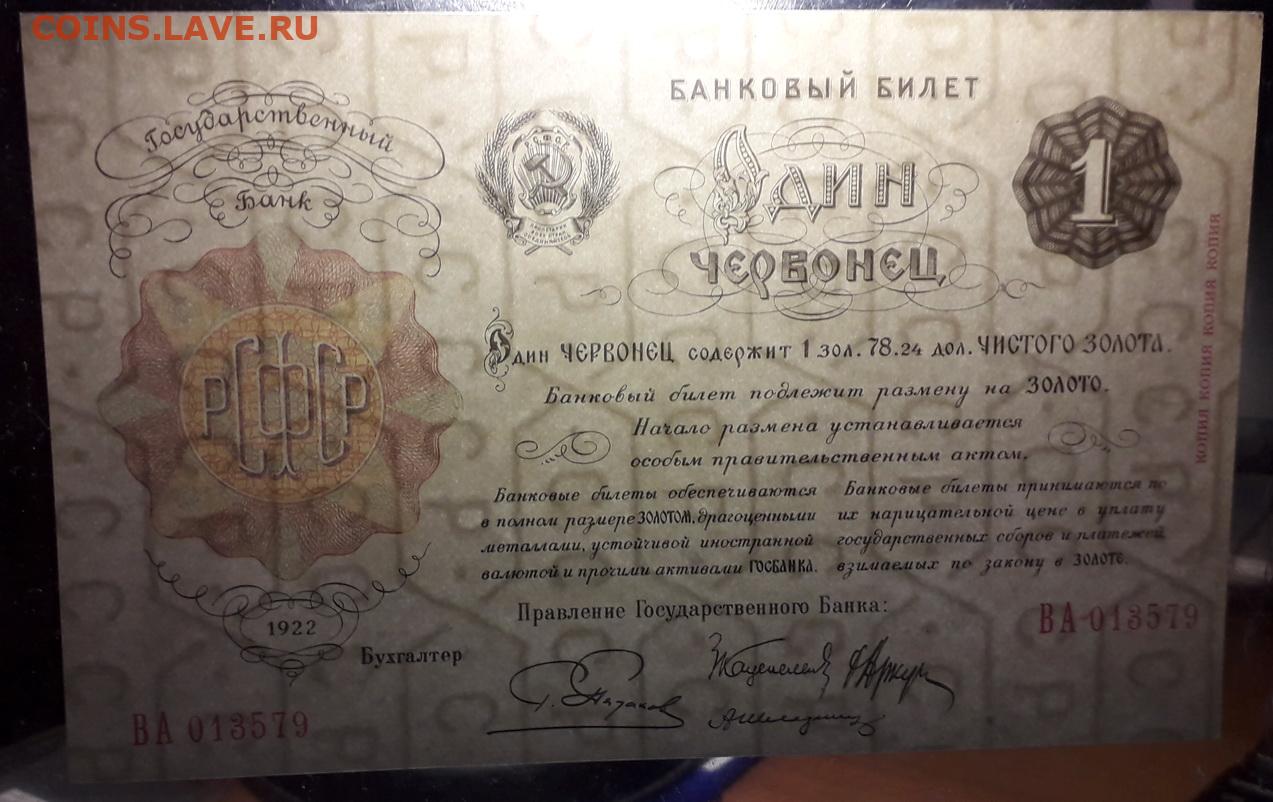 COINS.LAVE.RU
Государственный
Банк
РСФСР
1922
Бухгалтер
ВА 013579
БАНКОВЫЙ БИЛЕТ
Р.С.Ф.С.Р.
ОДИН
ЧЕРВОНЕЦ
1
Один ЧЕРВОНЕЦ содержит 1 зол. 78.24 дол. ЧИСТОГО ЗОЛОТА.
Банковый билет подлежит размену на ЗОЛОТО.
Начало размена устанавливается
особым правительственным актом.
Банковые билеты обеспечиваются
в полном размере ЗОЛОТОМ, драгоценными
металлами, устойчивой иностранной
валютой и прочими активами ГОСБАНКА.
Банковые билеты принимаются по
их нарицательной цене в уплату
государственных сборов и платежей,
взимаемых по закону в ЗОЛОТЕ.
Правление Государственного Банка:
ВА 013579
КОПИЯ КОПИЯ КОПИЯ КОПИЯ